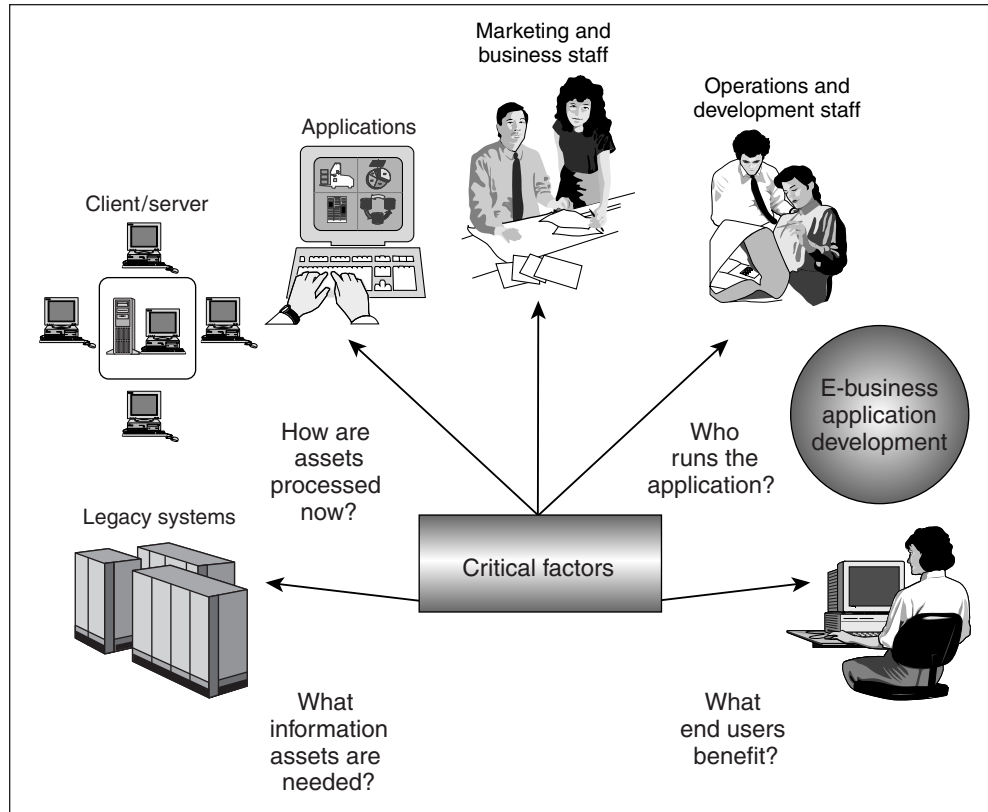 Marketing and
business staff
Operations and
development staff
Applications
Client/server
E-business
application
development
How are
assets
processed
now?
Who
runs the
application?
Legacy systems
Critical factors
What
information
assets are
needed?
What
end users
benefit?